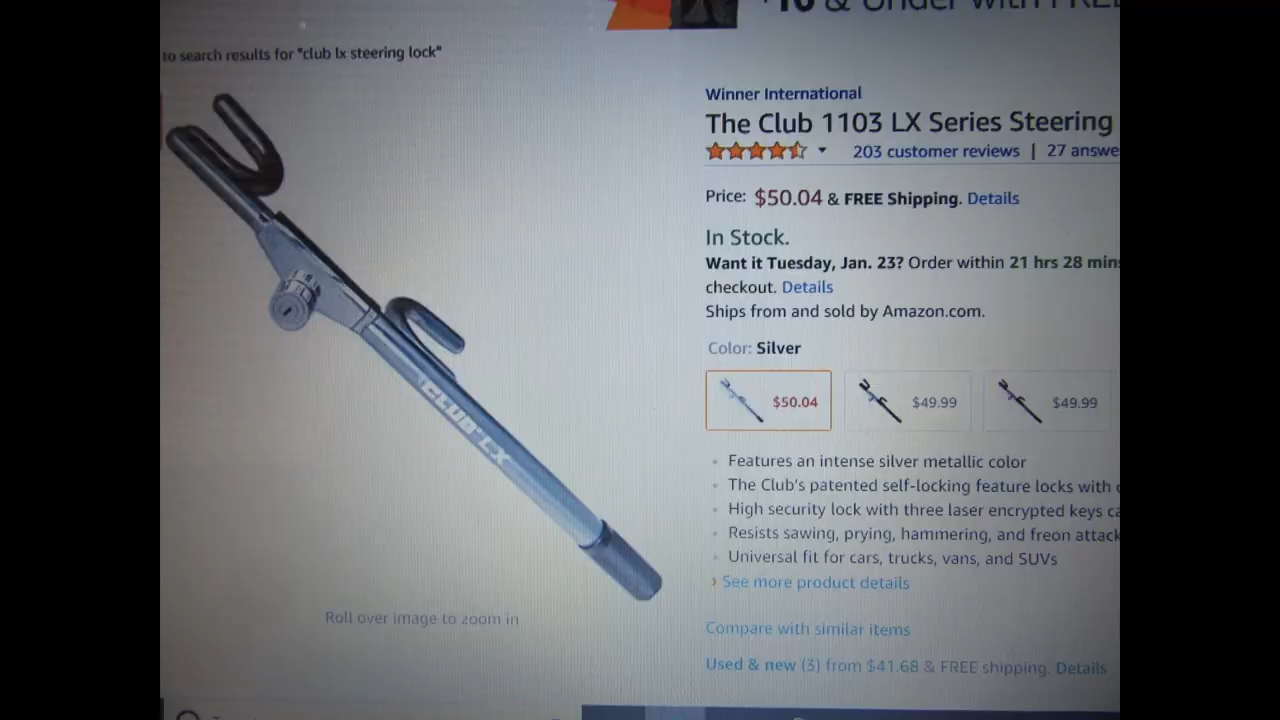 to search results for "club lx steering lock"
Winner International
The Club 1103 LX Series Steering
203 customer reviews | 27 answe
Price: $50.04 & FREE Shipping. Details
In Stock.
Want it Tuesday, Jan. 23? Order within 21 hrs 28 mins
checkout. Details
Ships from and sold by Amazon.com.
Color: Silver
$50.04 $49.99 $49.99
CLUB LX
Features an intense silver metallic color
The Club's patented self-locking feature locks with
High security lock with three laser encrypted keys ca
Resists sawing, prying, hammering, and freon attack
Universal fit for cars, trucks, vans, and SUVs
› See more product details
Roll over image to zoom in
Compare with similar items
Used & new (3) from $41.68 & FREE shipping. Details